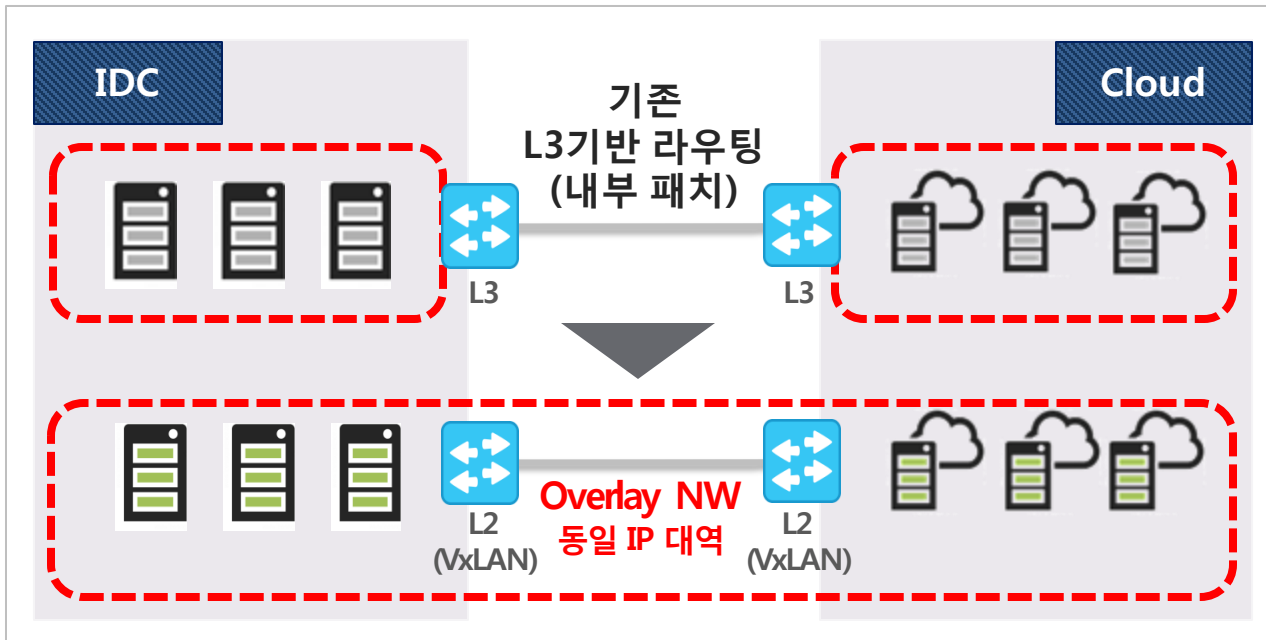 IDC
Cloud
기존
L3기반 라우팅
(내부 패치)
L3
L3
Overlay NW
동일 IP 대역
L2
(VxLAN)
L2
(VxLAN)